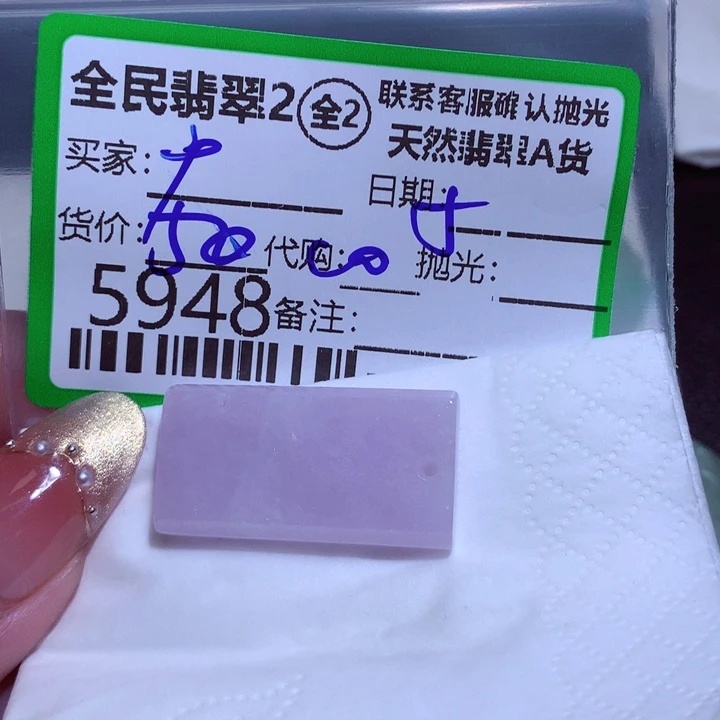 全民翡翠2 全2 联系客服确认抛光
天然翡翠A货
买家:
日期:
货价: 50 代购: 抛光:
5948 备注: